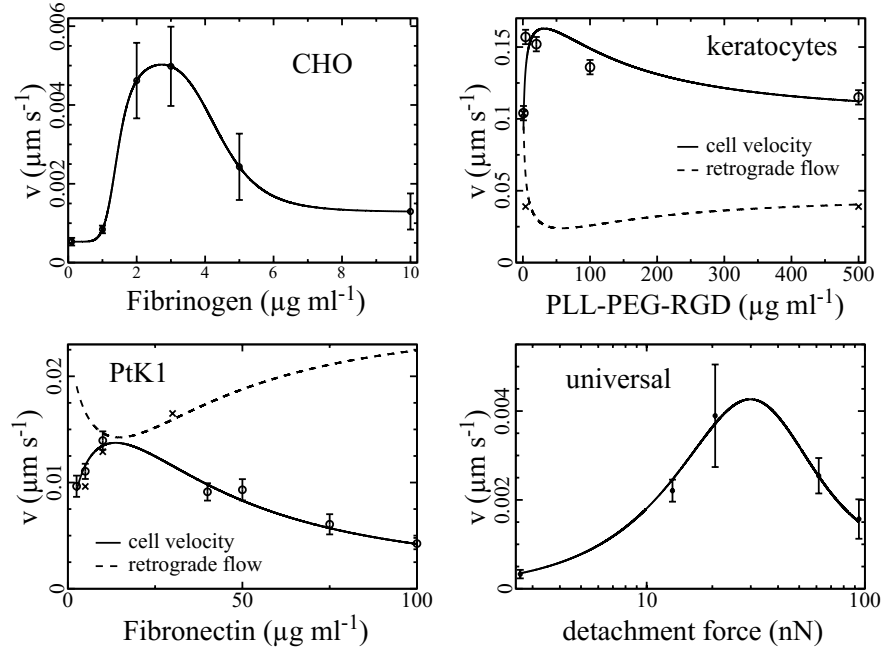 CHO
v (µm s⁻¹)
0 0.002 0.004 0.006
0 2 4 6 8 10
Fibrinogen (µg ml⁻¹)
keratocytes
v (µm s⁻¹)
0 0.05 0.1 0.15
cell velocity
retrograde flow
0 100 200 300 400 500
PLL-PEG-RGD (µg ml⁻¹)
PtK1
v (µm s⁻¹)
0 0.01 0.02
cell velocity
retrograde flow
0 50 100
Fibronectin (µg ml⁻¹)
universal
v (µm s⁻¹)
0 0.002 0.004
10 100
detachment force (nN)